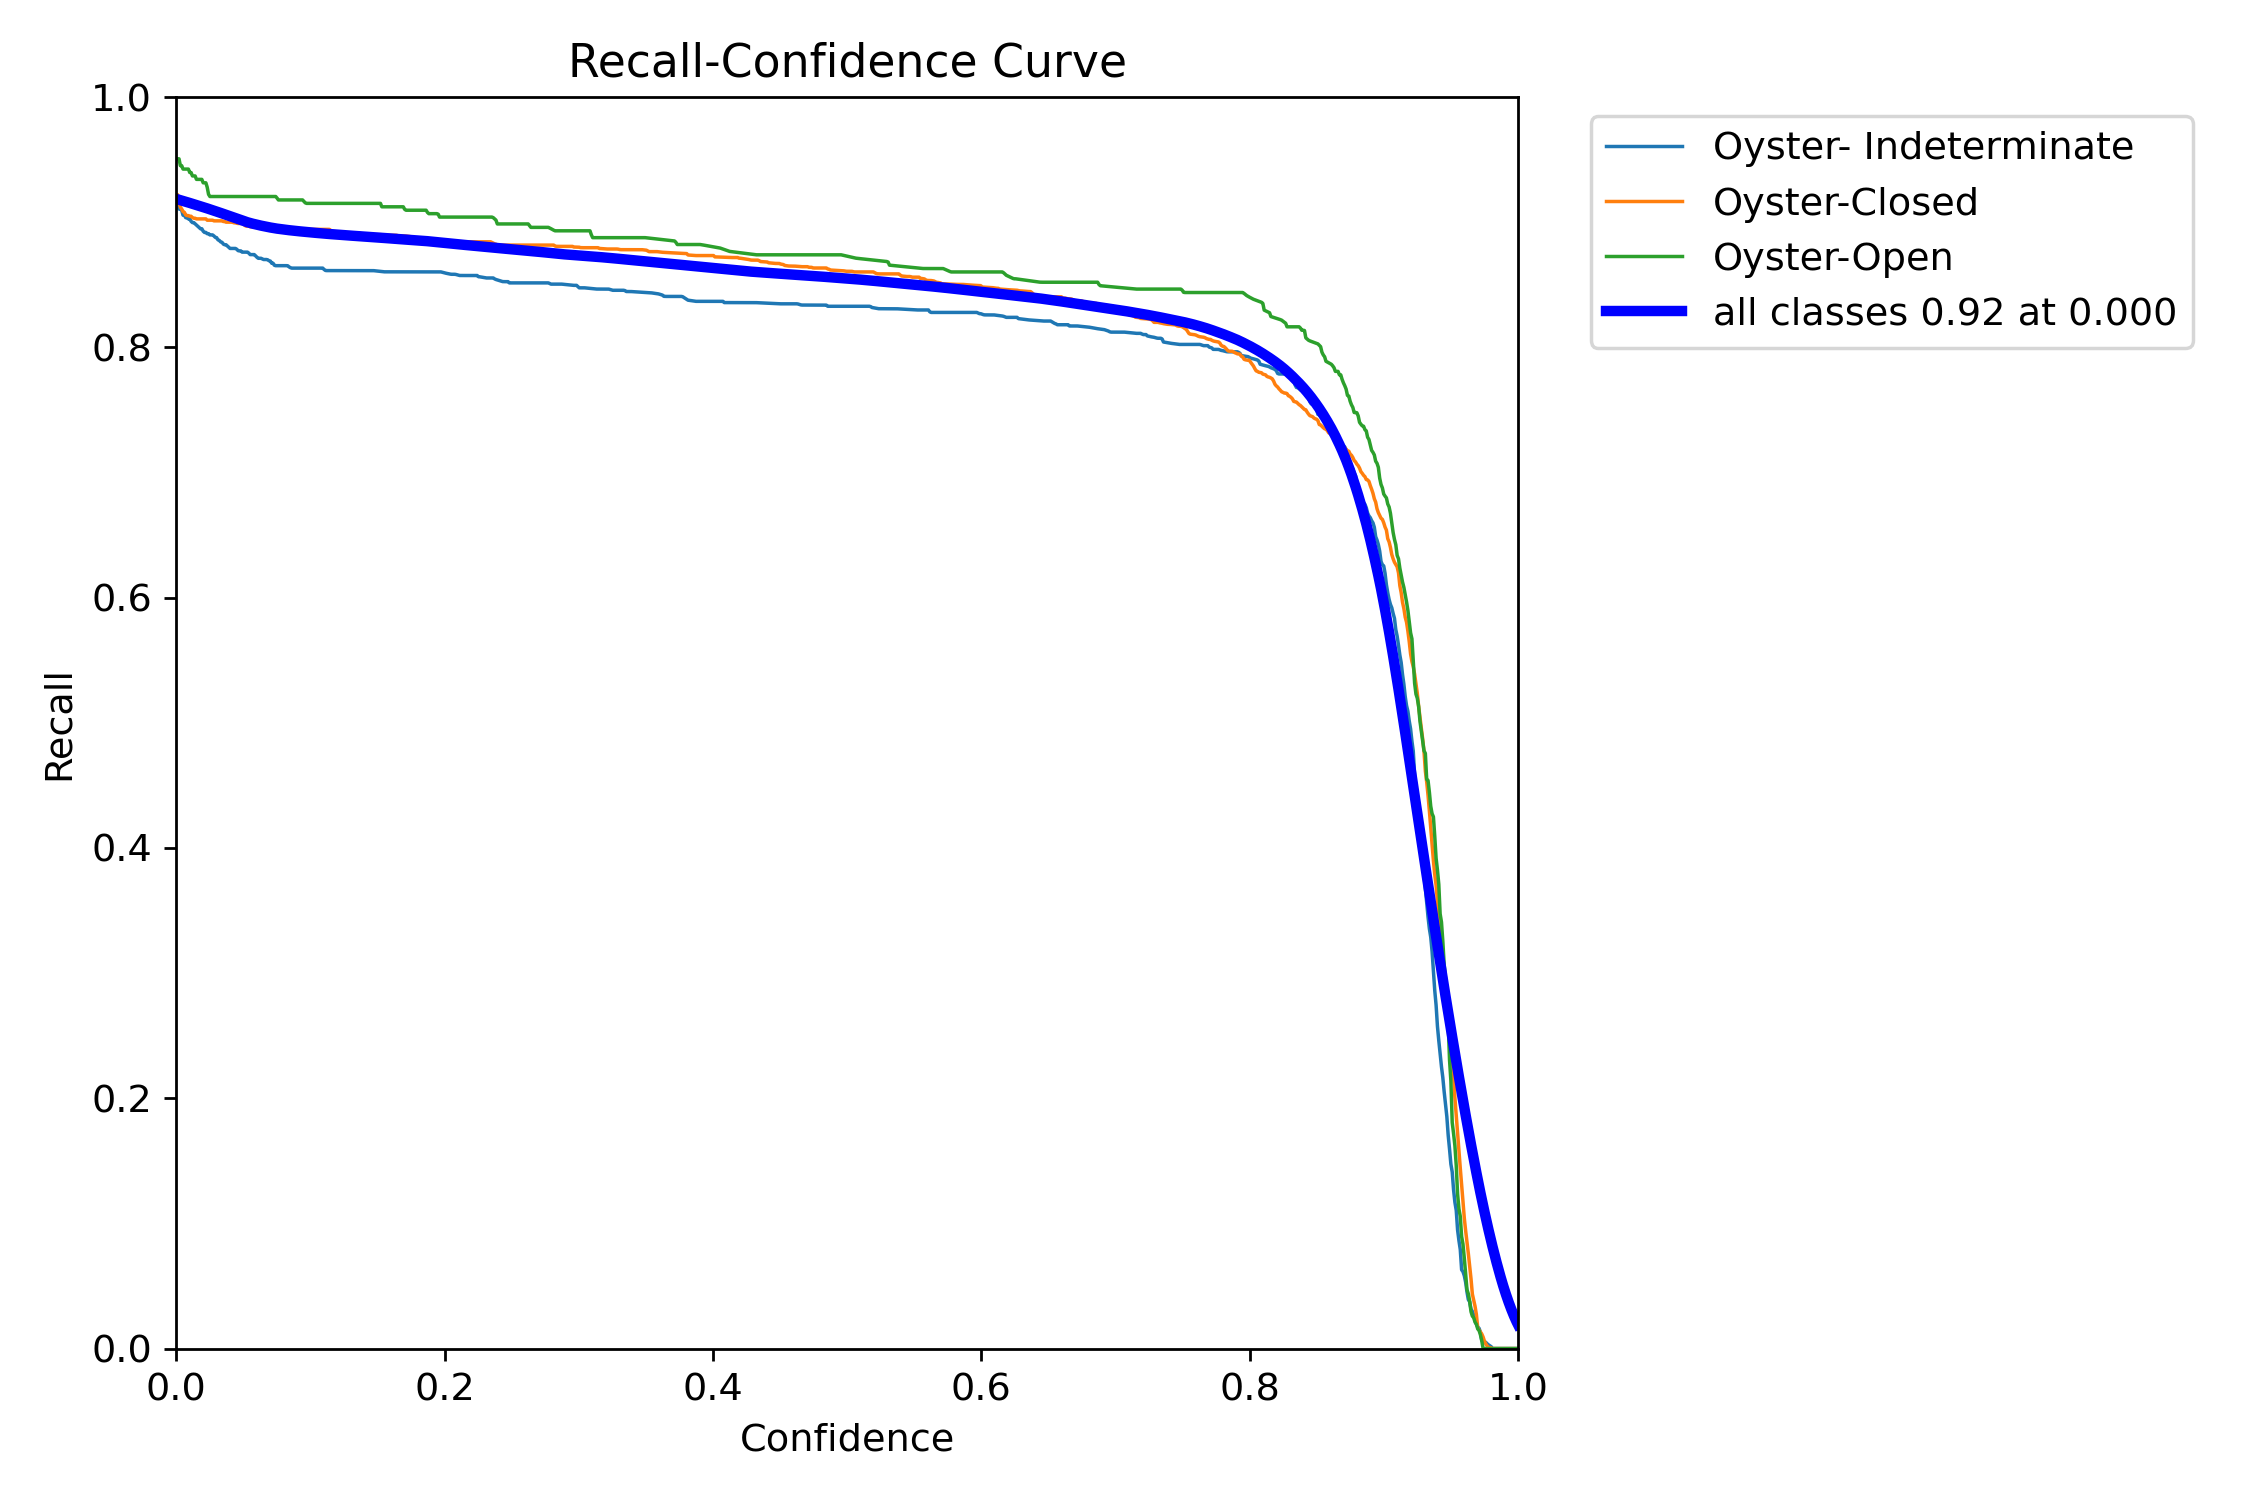 Recall-Confidence Curve
1.0
0.8
0.6
0.4
0.2
0.0
Recall
0.0 0.2 0.4 0.6 0.8 1.0
Confidence
Oyster- Indeterminate
Oyster-Closed
Oyster-Open
all classes 0.92 at 0.000